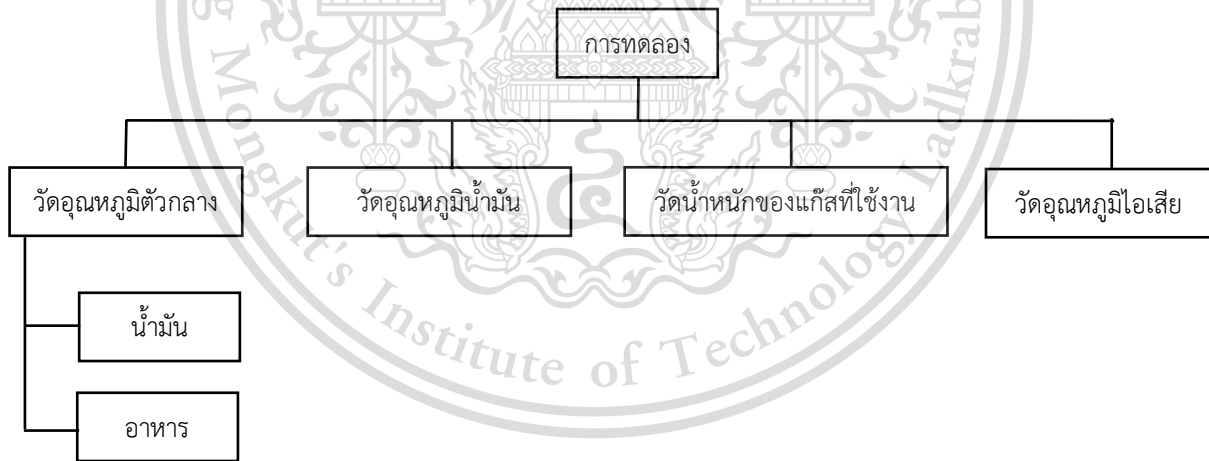 การทดลอง
วัดอุณหภูมิตัวกลาง
วัดอุณหภูมิน้ำมัน
วัดน้ำหนักของแก๊สที่ใช้งาน
วัดอุณหภูมิไอเสีย
น้ำมัน
อาหาร
g Mongkut's Institute of Technology Ladkrab